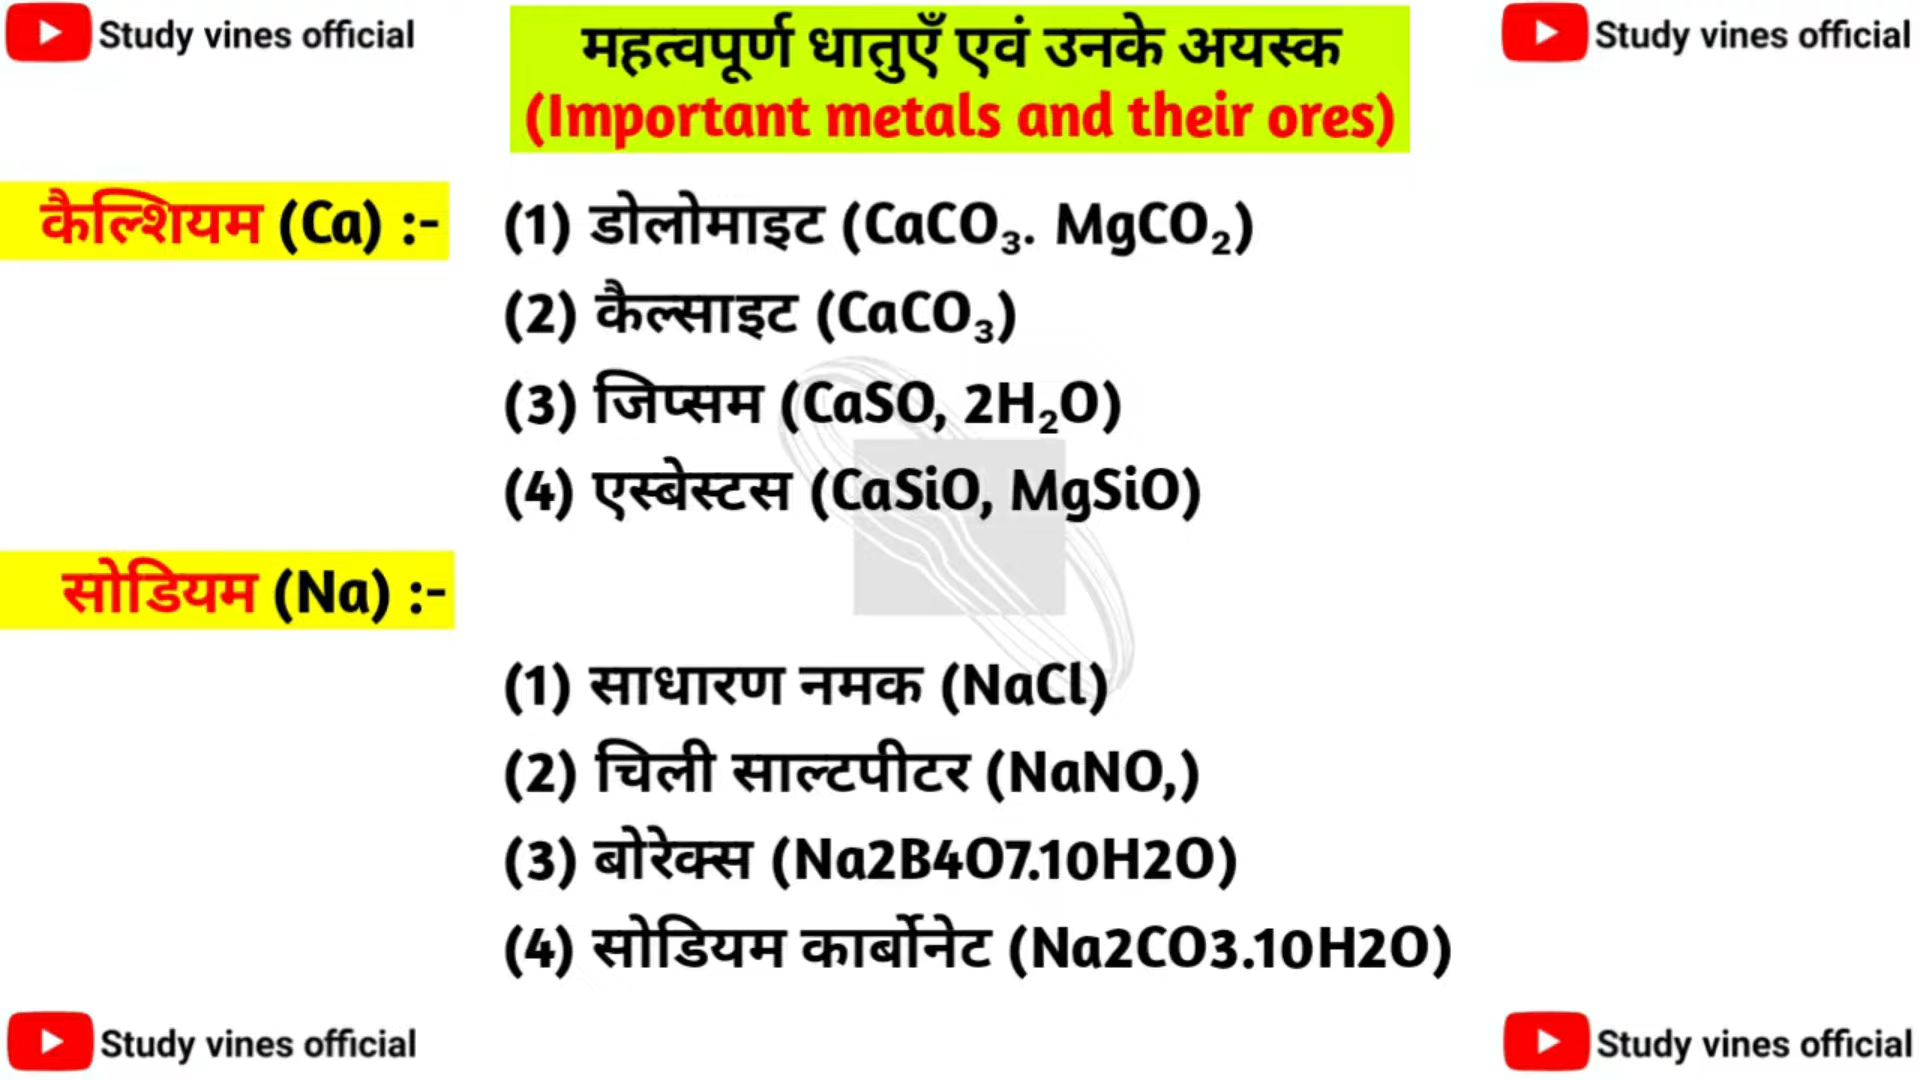 Study vines official
महत्वपूर्ण धातुएँ एवं उनके अयस्क
Study vines official
(Important metals and their ores)
कैल्शियम (Ca) :- (1) डोलोमाइट (CaCO₃. MgCO₂)
(2) कैल्साइट (CaCO₃)
(3) जिप्सम (CaSO, 2H₂O)
(4) एस्बेस्टस (CaSiO, MgSiO)
सोडियम (Na) :-
(1) साधारण नमक (NaCl)
(2) चिली साल्टपीटर (NaNO,)
(3) बोरेक्स (Na2B4O7.10H2O)
(4) सोडियम कार्बोनेट (Na2CO3.10H2O)
Study vines official
Study vines official